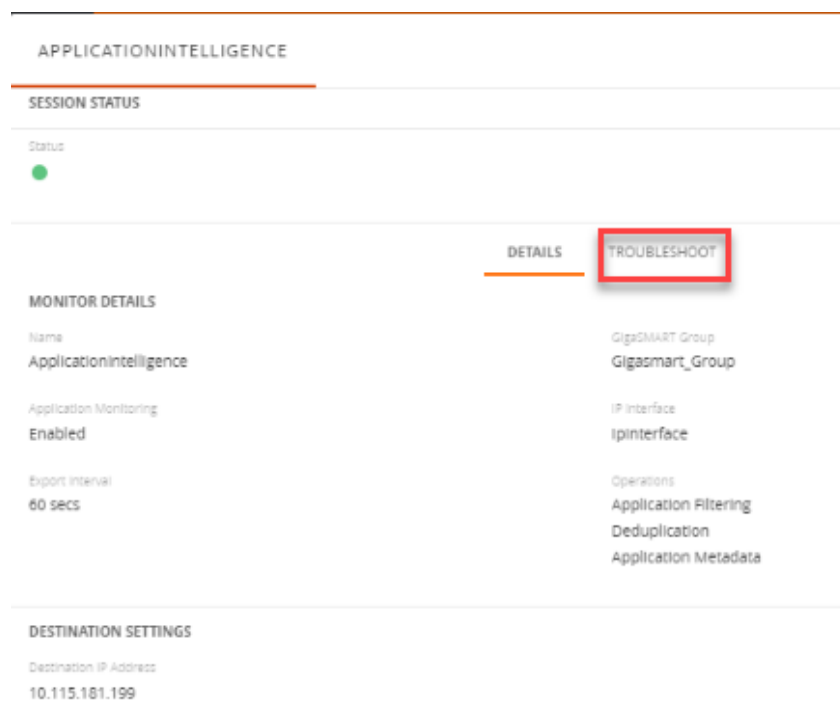 APPLICATIONINTELLIGENCE
SESSION STATUS
Status
DETAILS TROUBLESHOOT
MONITOR DETAILS
Name
ApplicationIntelligence
GigaSMART Group
Gigasmart_Group
Application Monitoring
Enabled
IP Interface
IpInterface
Export Interval
60 secs
Operations
Application Filtering
Deduplication
Application Metadata
DESTINATION SETTINGS
Destination IP Address
10.115.181.199